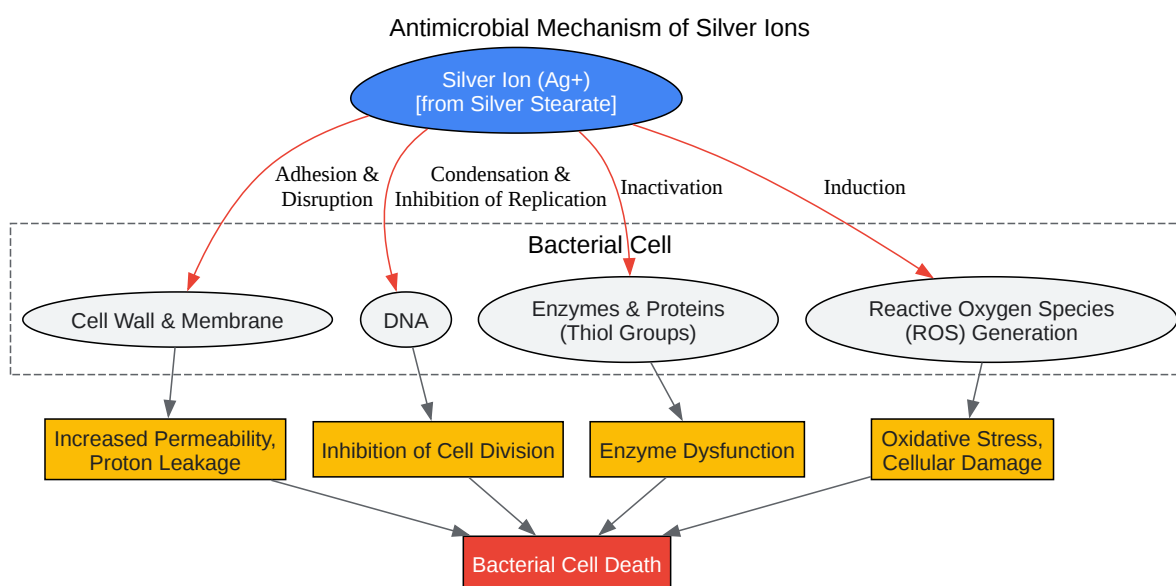 Antimicrobial Mechanism of Silver Ions
Silver Ion (Ag+)
[from Silver Stearate]
Adhesion &
Disruption
Condensation &
Inhibition of Replication
Inactivation
Induction
Bacterial Cell
Cell Wall & Membrane
DNA
Enzymes & Proteins
(Thiol Groups)
Reactive Oxygen Species
(ROS) Generation
Increased Permeability,
Proton Leakage
Inhibition of Cell Division
Enzyme Dysfunction
Oxidative Stress,
Cellular Damage
Bacterial Cell Death